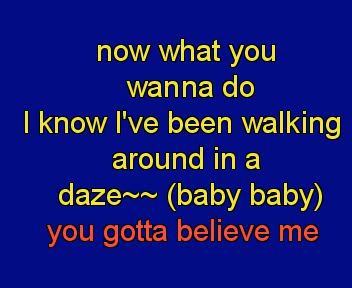 now what you
wanna do
I know I've been walking
around in a
daze~~ (baby baby)
you gotta believe me